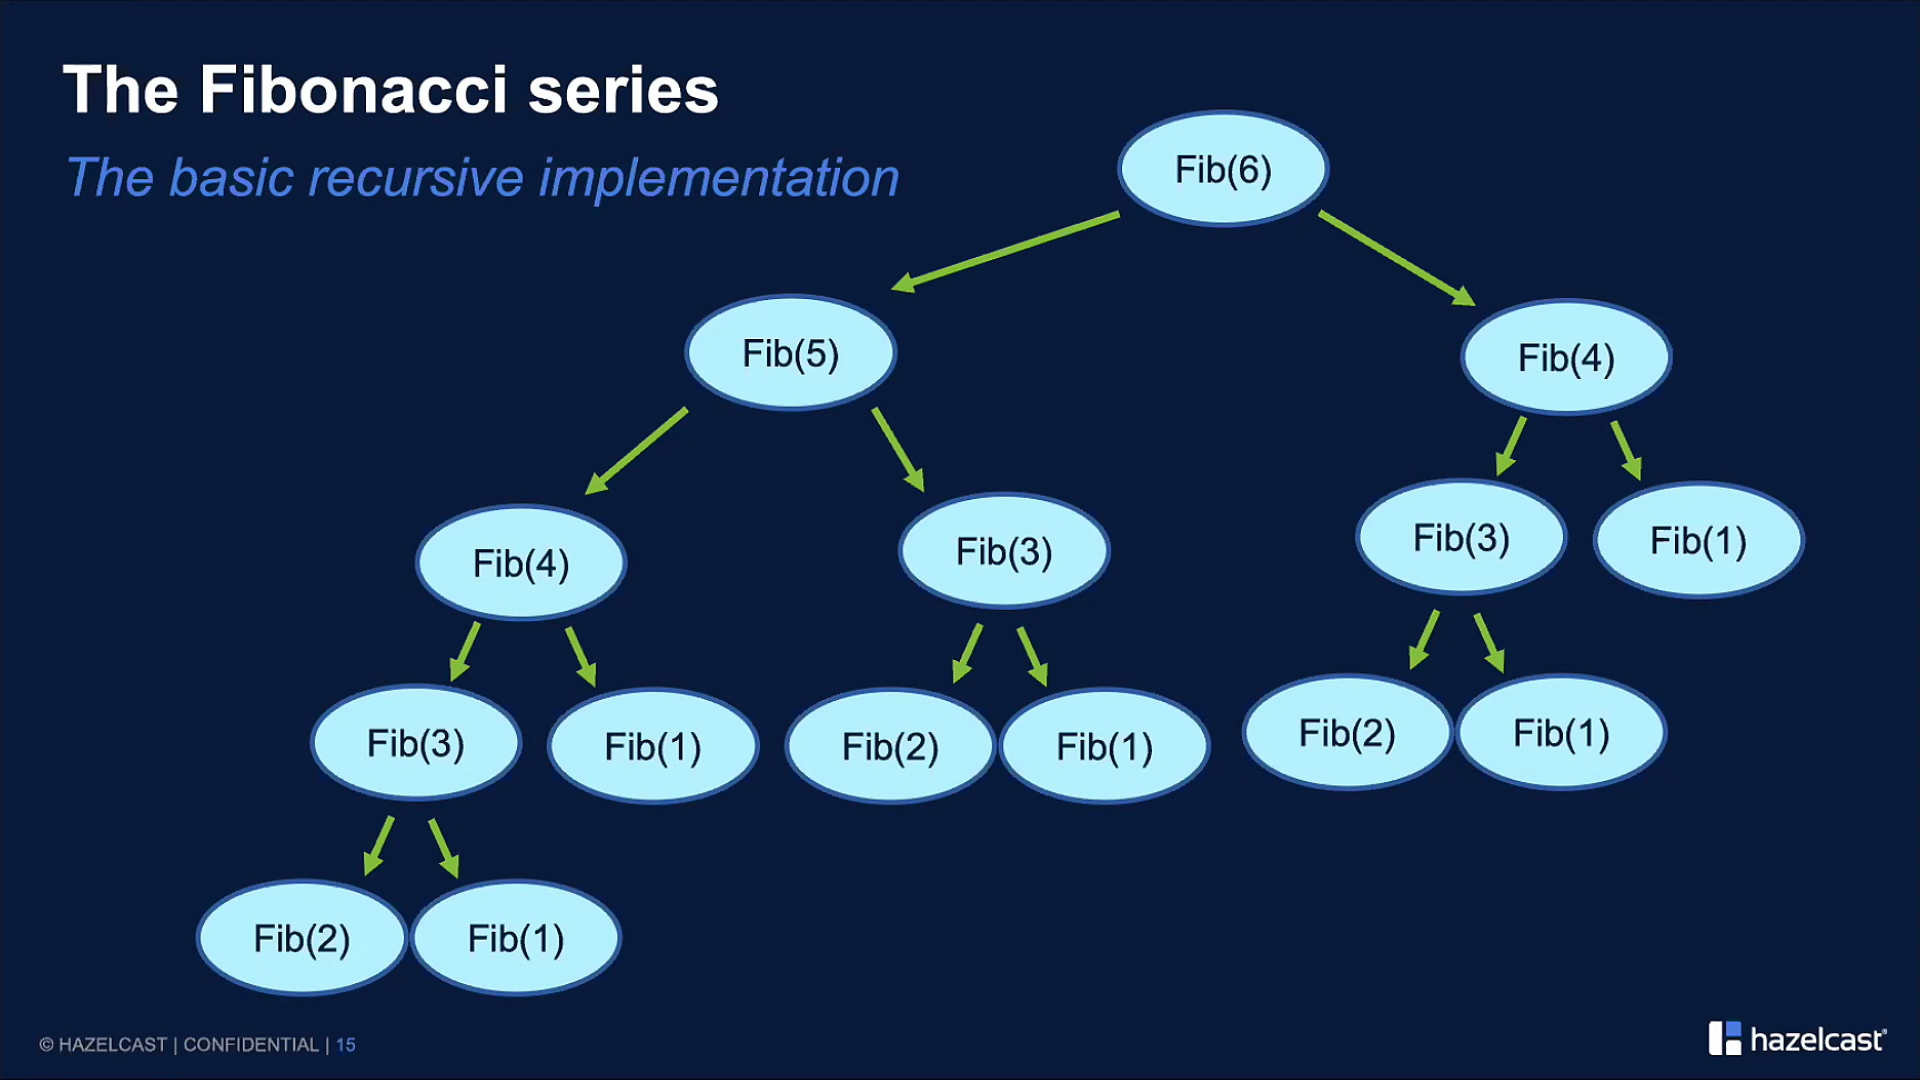 The Fibonacci series
The basic recursive implementation
Fib(6)
Fib(5)
Fib(4)
Fib(4)
Fib(3)
Fib(3)
Fib(1)
Fib(3)
Fib(1)
Fib(2)
Fib(1)
Fib(2)
Fib(1)
Fib(2)
Fib(1)
© HAZELCAST | CONFIDENTIAL | 15
hazelcast